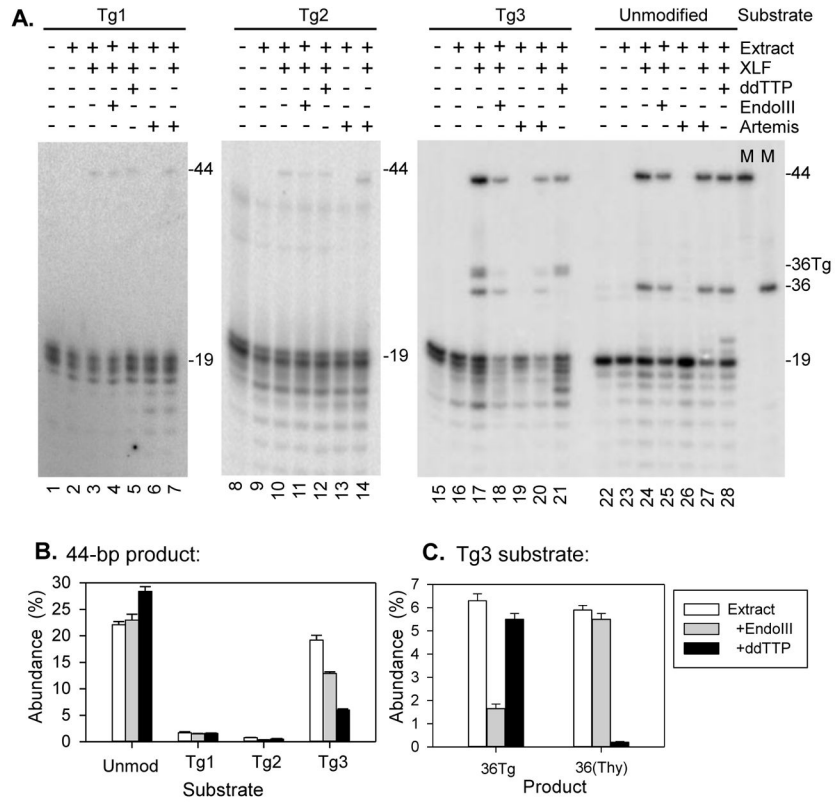 A. Tg1 Tg2 Tg3 Unmodified Substrate
- + + + + + + - + + + + + + - + + + + + + - + + + + + + Extract
- - + + + - + - - + + + - + - - + + - + + - - + + - + + XLF
- - - - + - - - - - - + - - - - - - - - + - - - - - - + ddTTP
- - - + - - - - - - + - - - - - - + - - - - - - + - - - EndoIII
- - - - - + + - - - - - + + - - - - + + - - - - - + + - Artemis
M M
-44 -44 -44
-36Tg
-36
-19 -19 -19
1 2 3 4 5 6 7 8 9 10 11 12 13 14 15 16 17 18 19 20 21 22 23 24 25 26 27 28
B. 44-bp product:
30
25
20
15
10
5
0
Abundance (%)
Unmod Tg1 Tg2 Tg3
Substrate
C. Tg3 substrate:
7
6
5
4
3
2
1
0
Abundance (%)
36Tg 36(Thy)
Product
Extract
+EndoIII
+ddTTP